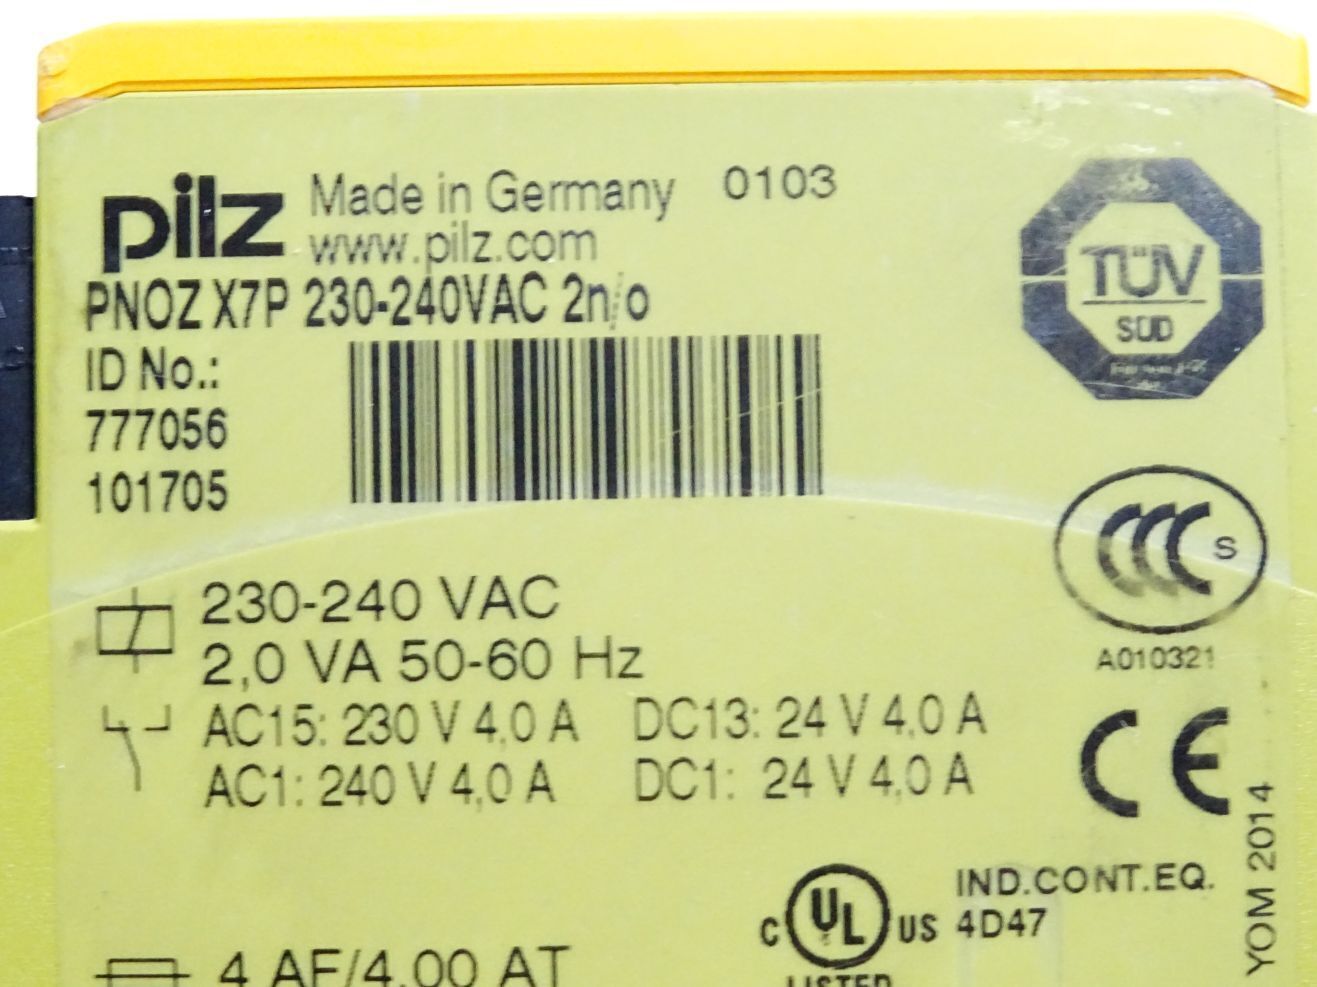 pilz Made in Germany 0103
www.pilz.com
PNOZ X7P 230-240VAC 2n/o
ID No.:
777056
101705
TÜV
SÜD
CCC S
A010321
230-240 VAC
2,0 VA 50-60 Hz
AC15: 230 V 4,0 A DC13: 24 V 4,0 A
AC1: 240 V 4,0 A DC1: 24 V 4,0 A
CE
YOM 2014
C UL US IND.CONT.EQ.
4D47
LISTED
4 AF/4,00 AT